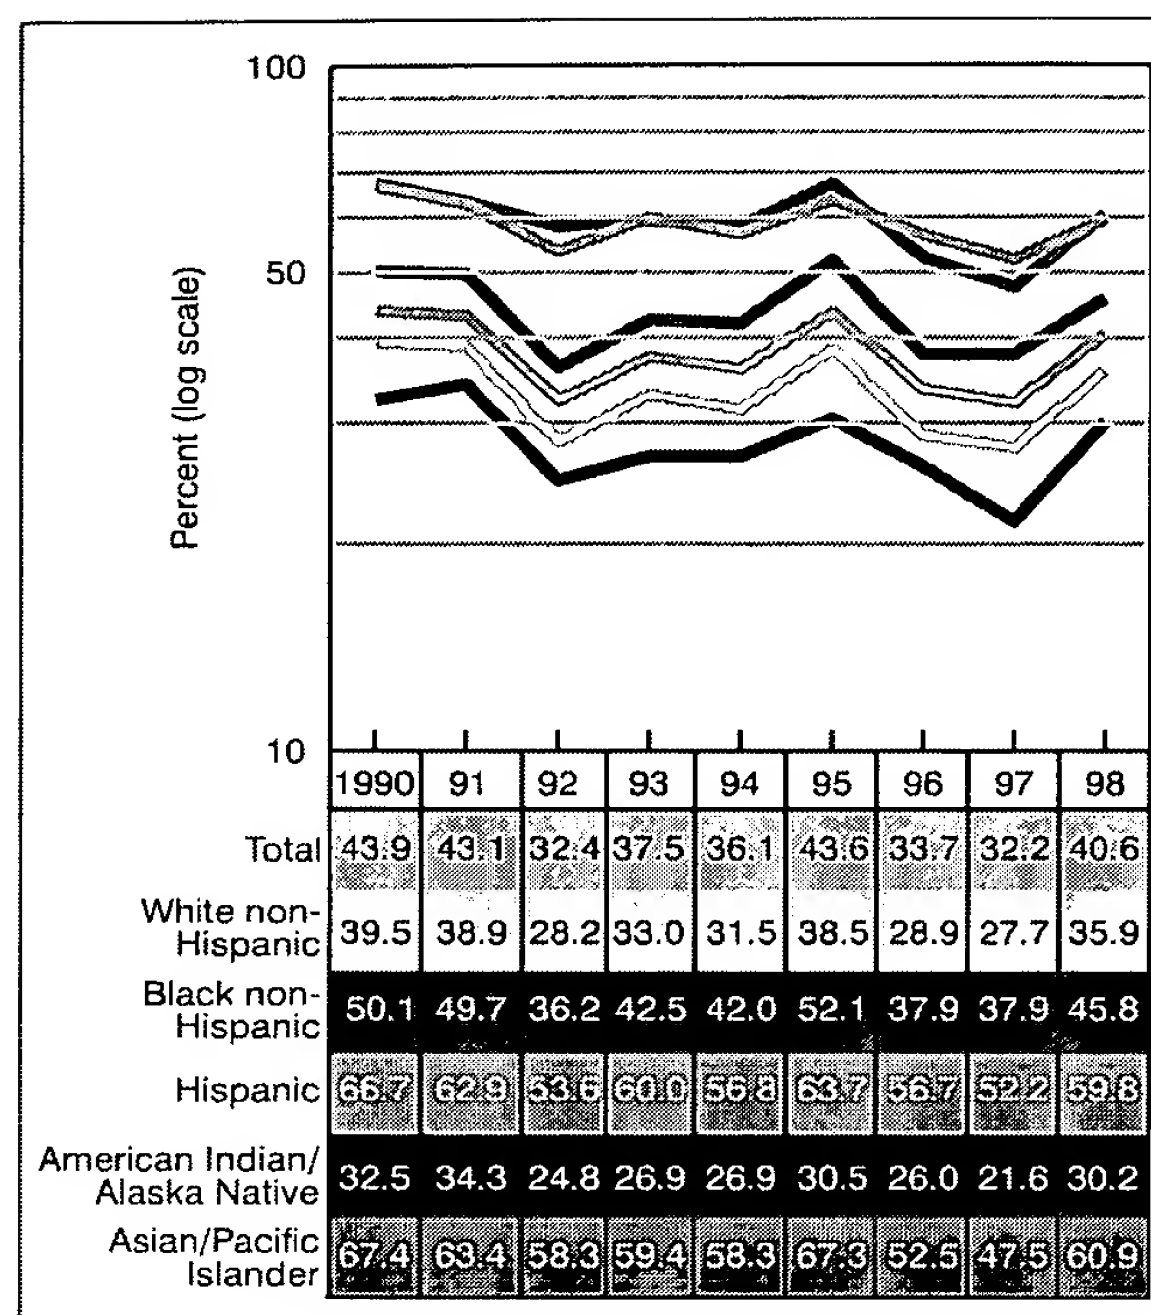 100
50
Percent (log scale)
10
1990 91 92 93 94 95 96 97 98
Total 43.9 43.1 32.4 37.5 36.1 43.6 33.7 32.2 40.6
White non-
Hispanic 39.5 38.9 28.2 33.0 31.5 38.5 28.9 27.7 35.9
Black non-
Hispanic 50.1 49.7 36.2 42.5 42.0 52.1 37.9 37.9 45.8
Hispanic 66.7 62.9 53.6 60.0 56.8 63.7 56.7 52.2 59.8
American Indian/
Alaska Native 32.5 34.3 24.8 26.9 26.9 30.5 26.0 21.6 30.2
Asian/Pacific
Islander 67.4 63.4 58.3 59.4 58.3 67.3 52.5 47.5 60.9